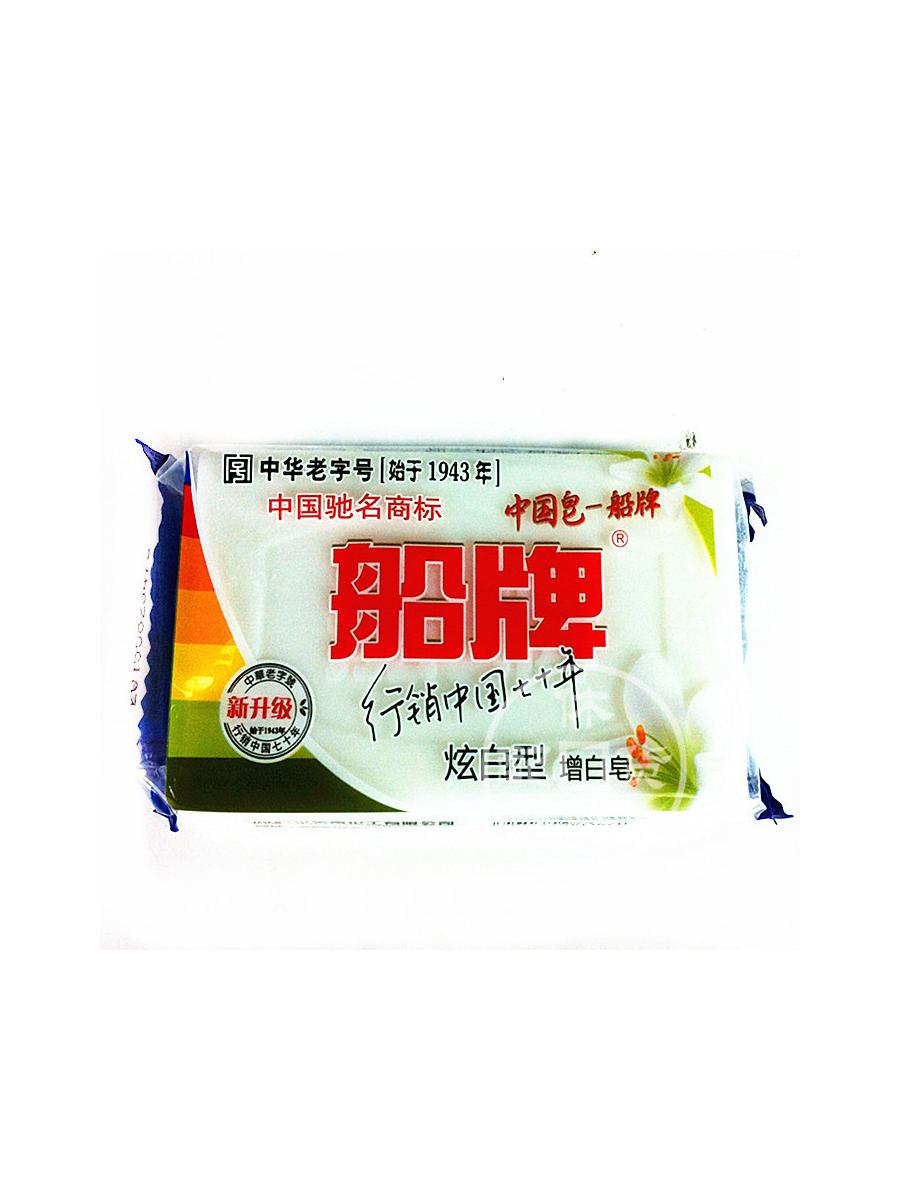 中华老字号[始于1943年]
中国驰名商标
中国皂一船牌
船牌®
行销中国七十年
中華老字號
新升级
始于1943年
行销中国七十年
炫白型 增白皂